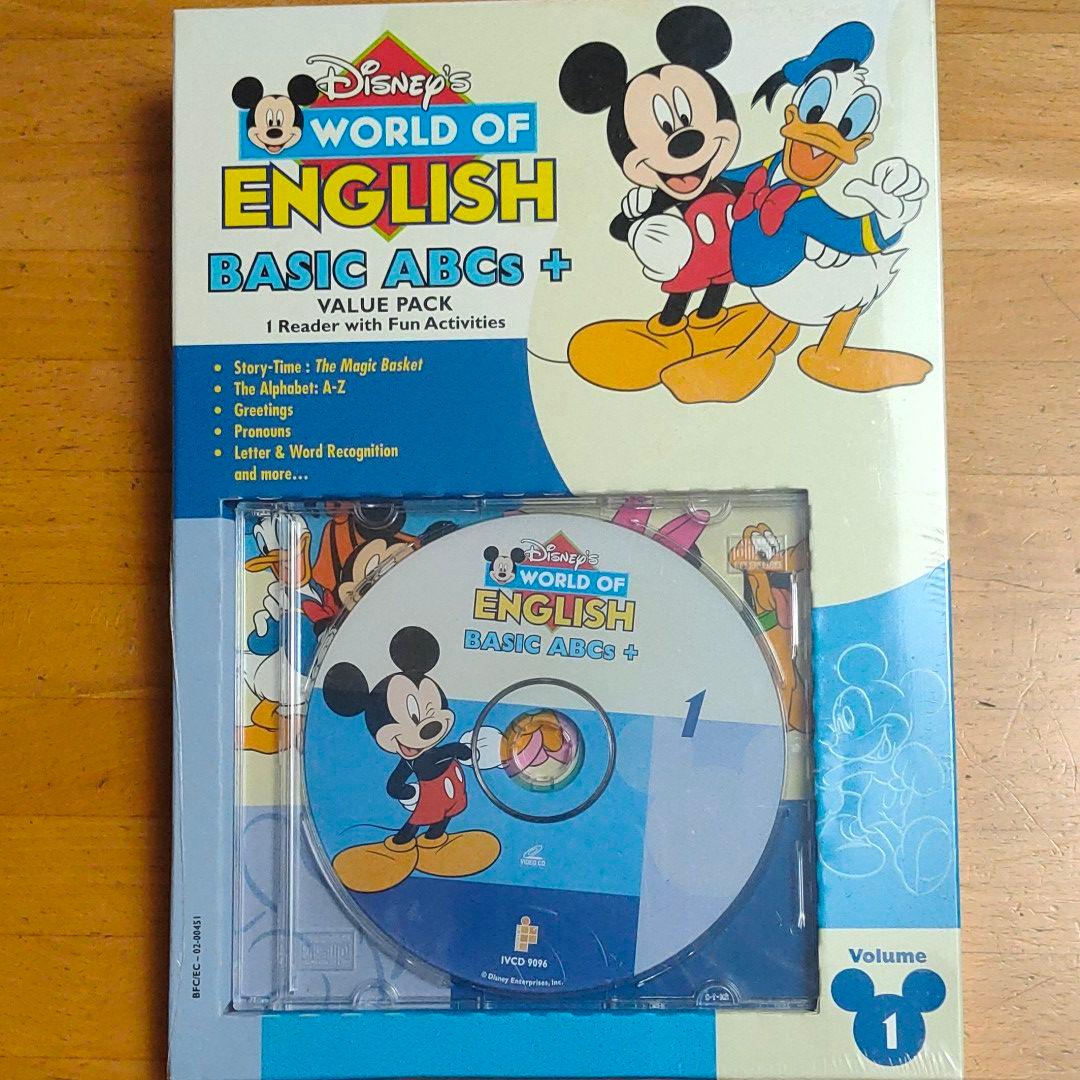 Disney's
WORLD OF
ENGLISH
BASIC ABCs +
VALUE PACK
1 Reader with Fun Activities
• Story-Time : The Magic Basket
• The Alphabet: A-Z
• Greetings
• Pronouns
• Letter & Word Recognition
and more...
Disney's
WORLD OF
ENGLISH
BASIC ABCs +
1
VIDEO CD
IVCD 9096
© Disney Enterprises, Inc.
BFC/EC – 02-00451
Volume
1